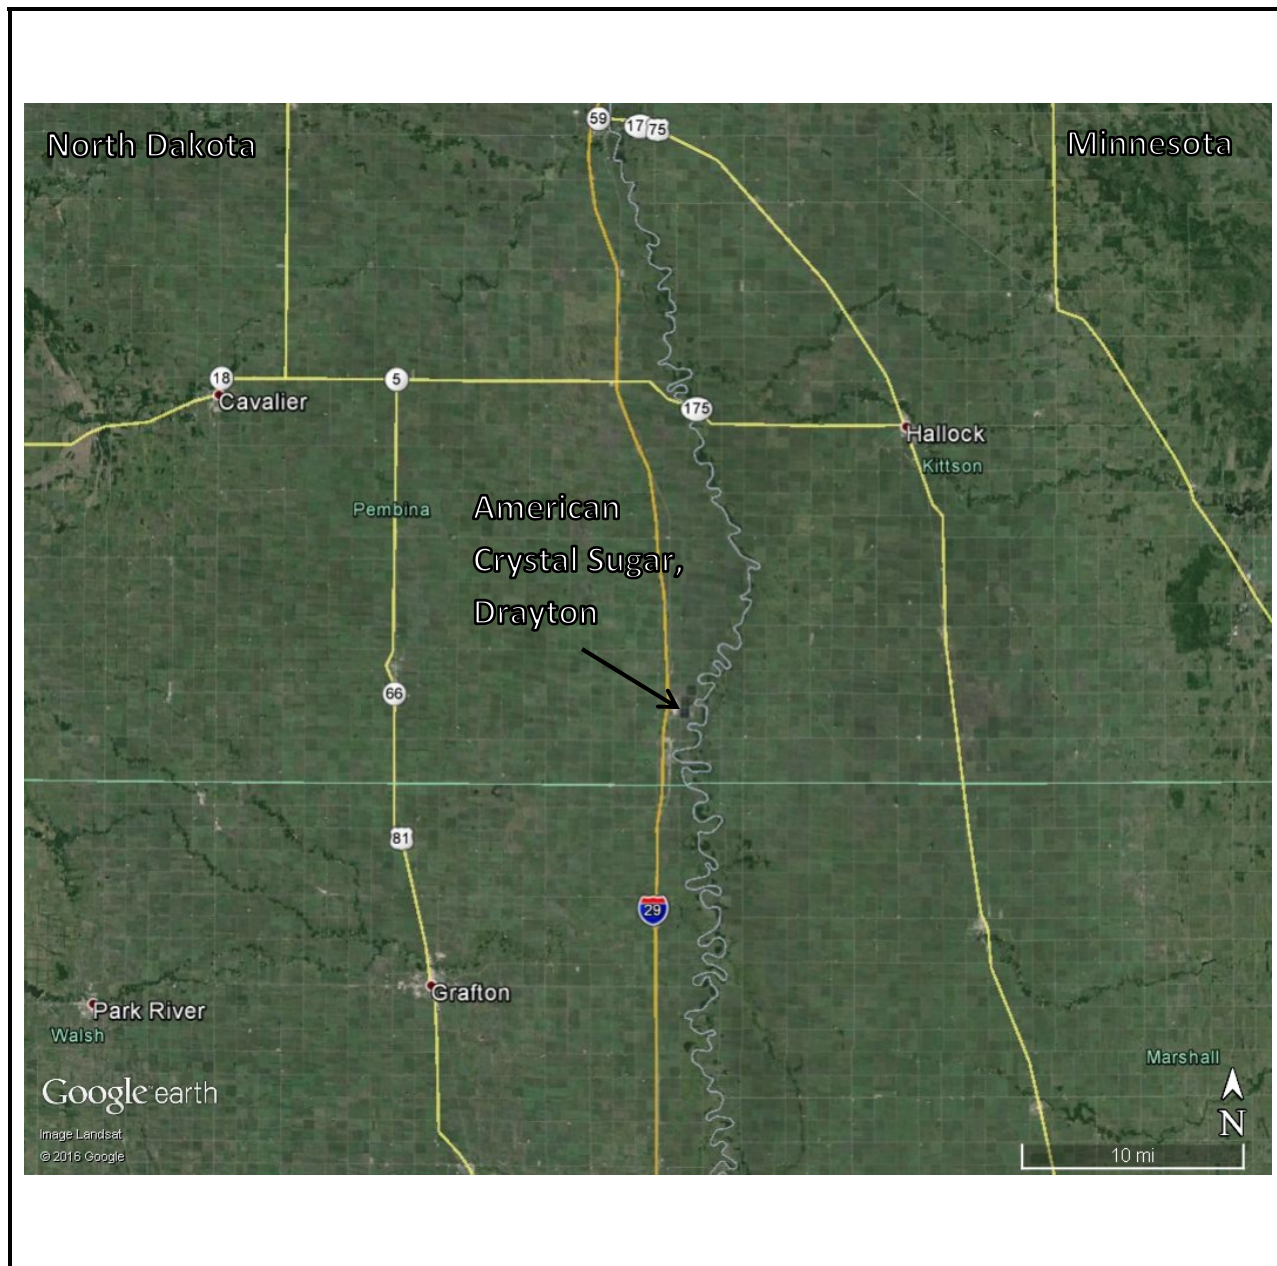 North Dakota
Minnesota
59
17
75
18
5
Cavalier
175
Hallock
Kittson
Pembina
American
Crystal Sugar,
Drayton
66
81
29
Grafton
Park River
Walsh
Marshall
Google earth
N
Image Landsat
© 2016 Google
10 mi